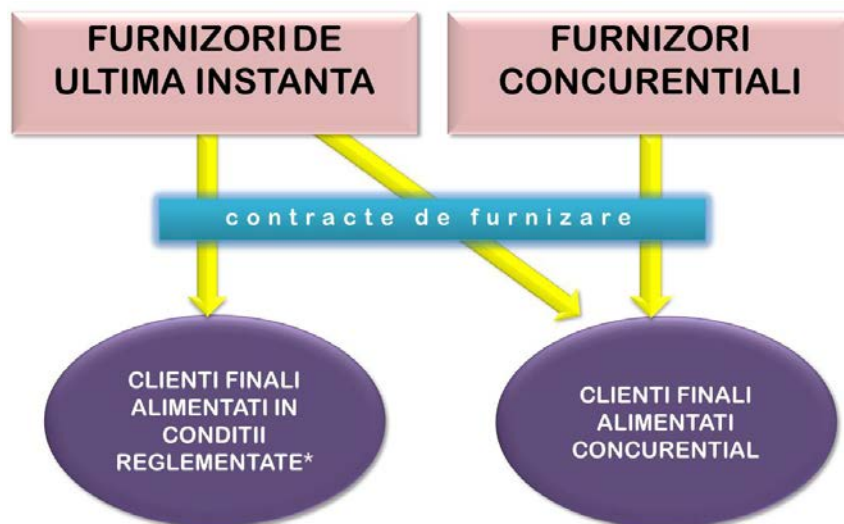 FURNIZORI DE
ULTIMA INSTANTA
FURNIZORI
CONCURENTIALI
contracte de furnizare
CLIENTI FINALI
ALIMENTATI IN
CONDITII
REGLEMENTATE*
CLIENTI FINALI
ALIMENTATI
CONCURENTIAL